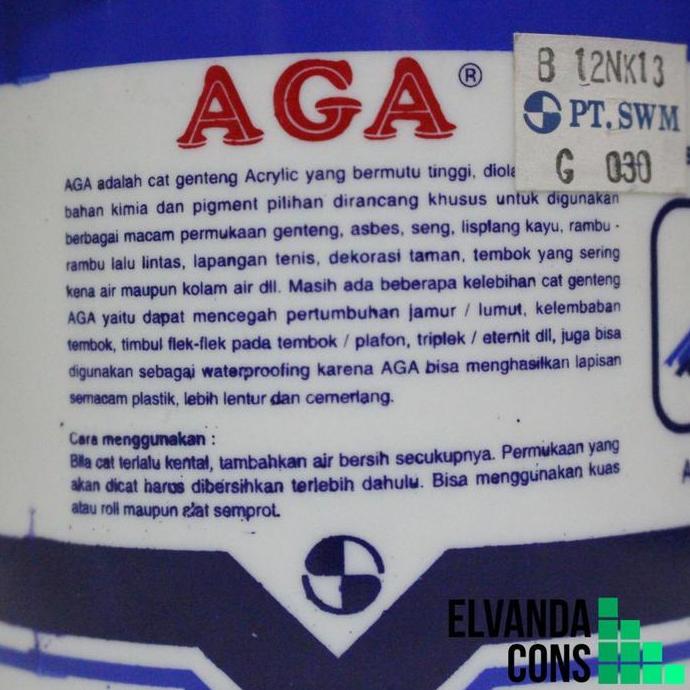 AGA®
B 12NK13
PT. SWM
G 030
AGA adalah cat genteng Acrylic yang bermutu tinggi,
bahan kimia dan pigment pilihan dirancang khusus untuk digunakan
berbagai macam permukaan genteng, asbes, seng, lisplang kayu, rambu -
rambu lalu lintas, lapangan tenis, dekorasi taman, tembok yang sering
kena air maupun kolam air dll. Masih ada beberapa kelebihan cat genteng
AGA yaitu dapat mencegah pertumbuhan jamur / lumut, kelembaban
tembok, timbul flek-flek pada tembok / plafon, triplek / eternit dll, juga bisa
digunakan sebagai waterproofing karena AGA bisa menghasilkan lapisan
semacam plastik, lebih lentur dan cemerlang.
Cara menggunakan :
Bila cat terlalu kental, tambahkan air bersih secukupnya. Permukaan yang
akan dicat harus dibersihkan terlebih dahulu. Bisa menggunakan kuas
atau roll maupun alat semprot.
ELVANDA
CONS